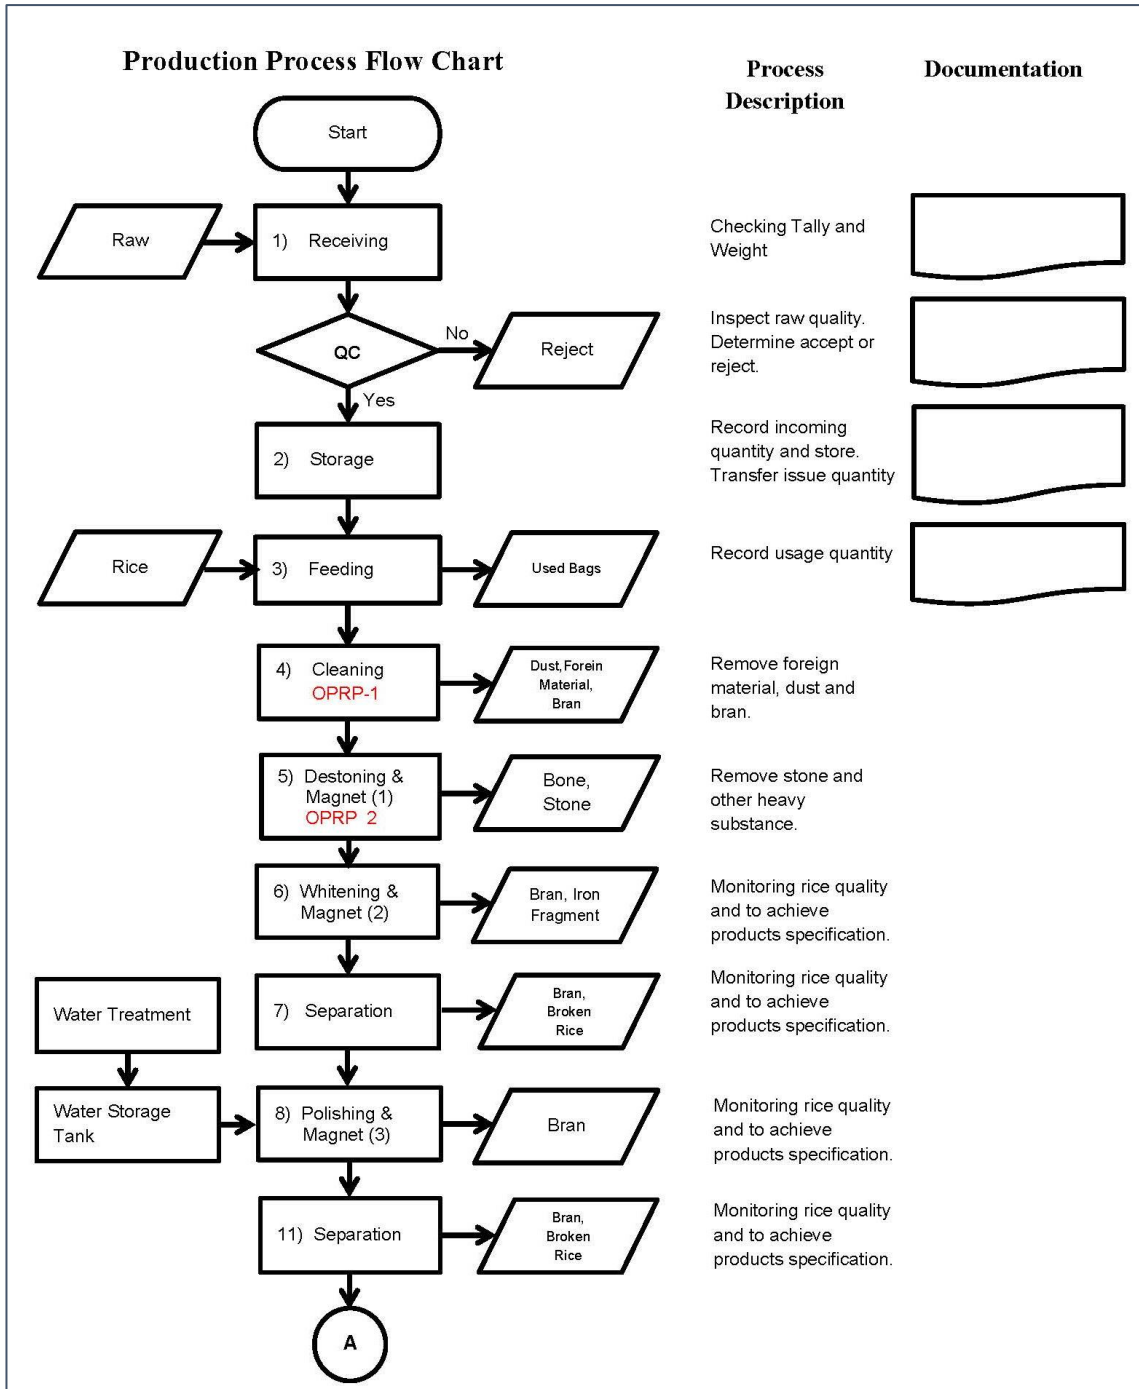 Production Process Flow Chart
Process
Description
Documentation
Start
Raw
1) Receiving
Checking Tally and
Weight
QC
No
Reject
Yes
Inspect raw quality.
Determine accept or
reject.
2) Storage
Record incoming
quantity and store.
Transfer issue quantity
Rice
3) Feeding
Used Bags
Record usage quantity
4) Cleaning
OPRP-1
Dust, Forein
Material,
Bran
Remove foreign
material, dust and
bran.
5) Destoning &
Magnet (1)
OPRP 2
Bone,
Stone
Remove stone and
other heavy
substance.
6) Whitening &
Magnet (2)
Bran, Iron
Fragment
Monitoring rice quality
and to achieve
products specification.
Water Treatment
7) Separation
Bran,
Broken
Rice
Monitoring rice quality
and to achieve
products specification.
Water Storage
Tank
8) Polishing &
Magnet (3)
Bran
Monitoring rice quality
and to achieve
products specification.
11) Separation
Bran,
Broken
Rice
Monitoring rice quality
and to achieve
products specification.
A